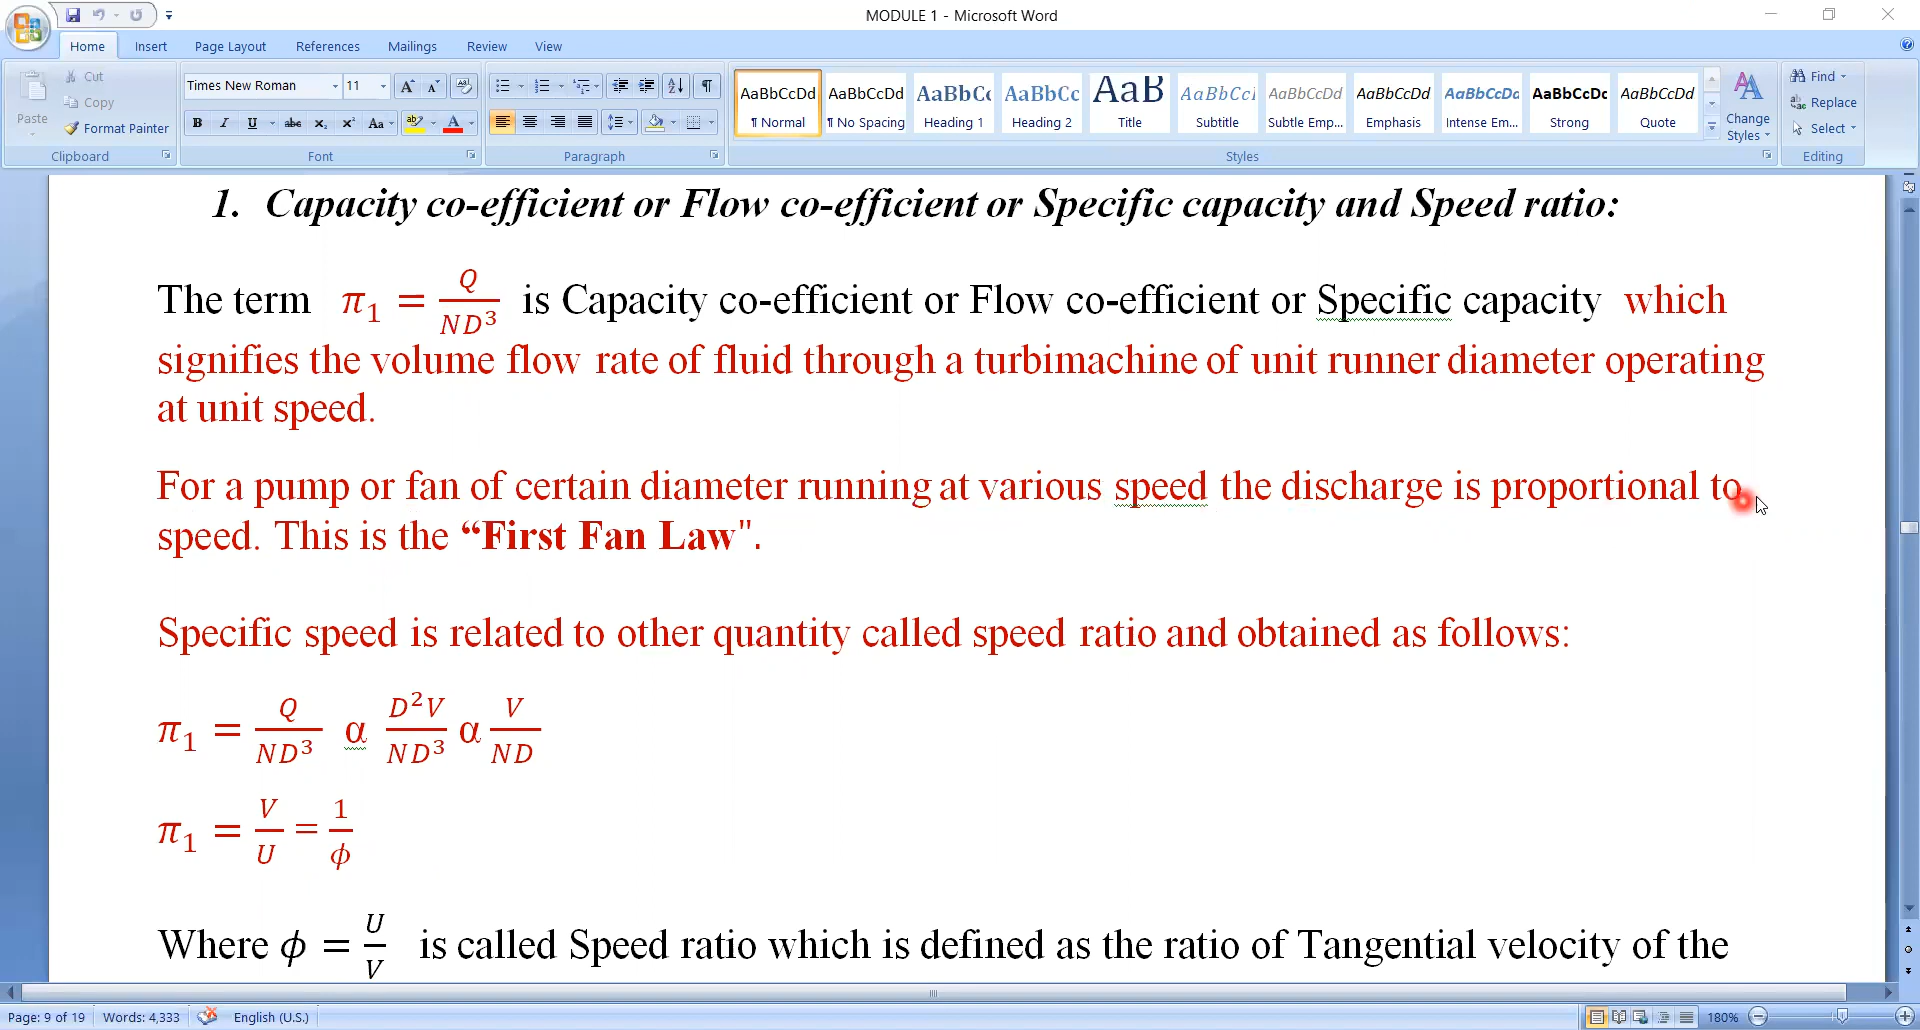 MODULE 1 - Microsoft Word
Home Insert Page Layout References Mailings Review View
Paste
Cut
Copy
Format Painter
Clipboard
Times New Roman 11
Font
Paragraph
AaBbCcDd AaBbCcDd AaBbCc AaBbCc AaB AaBbCcI AaBbCcDd AaBbCcDd AaBbCcDd AaBbCcDc AaBbCcDd
¶ Normal ¶ No Spacing Heading 1 Heading 2 Title Subtitle Subtle Emp... Emphasis Intense Em... Strong Quote
Change Styles
Styles
Find
Replace
Select
Editing
1. Capacity co-efficient or Flow co-efficient or Specific capacity and Speed ratio:
The term π₁ = Q/ND³ is Capacity co-efficient or Flow co-efficient or Specific capacity which
signifies the volume flow rate of fluid through a turbimachine of unit runner diameter operating
at unit speed.
For a pump or fan of certain diameter running at various speed the discharge is proportional to
speed. This is the “First Fan Law".
Specific speed is related to other quantity called speed ratio and obtained as follows:
π₁ = Q/ND³ α D²V/ND³ α V/ND
π₁ = V/U = 1/ϕ
Where ϕ = U/V is called Speed ratio which is defined as the ratio of Tangential velocity of the
Page: 9 of 19 Words: 4,333 English (U.S.) 180%